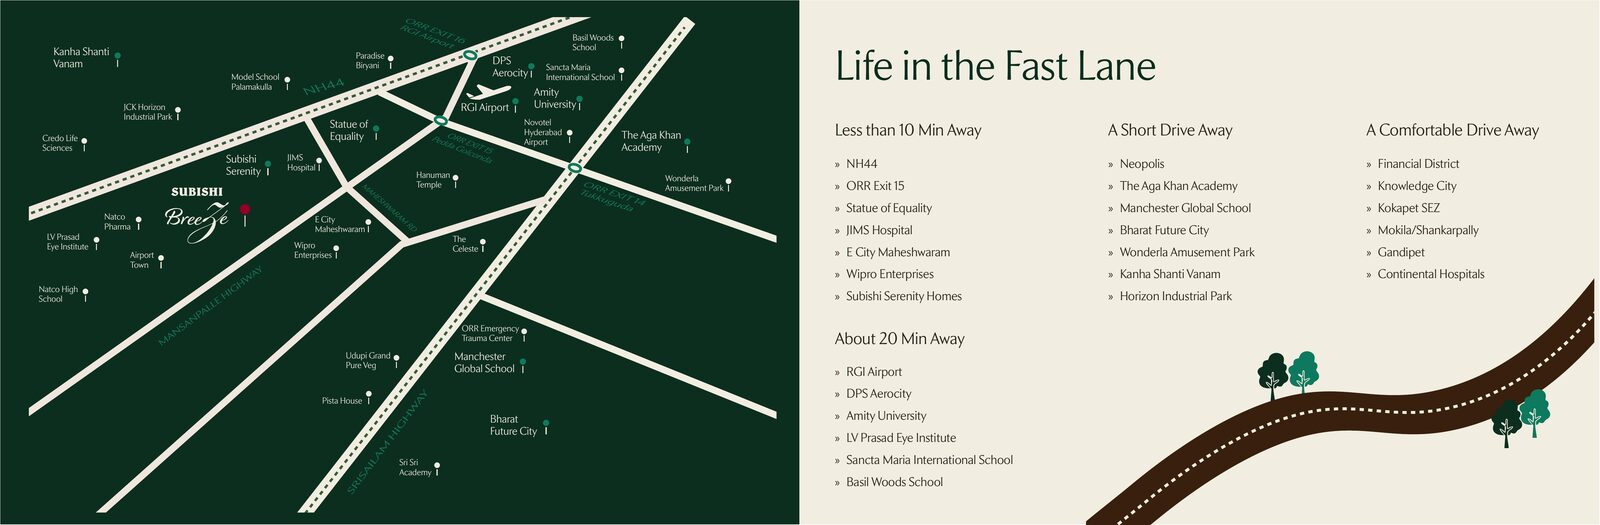 ORR EXIT 16
RGI Airport
Kanha Shanti
Vanam
Basil Woods
School
Paradise
Biryani
DPS
Aerocity
Sancta Maria
International School
Model School
Palamakulla
NH44
RGI Airport
Amity
University
JCK Horizon
Industrial Park
Statue of
Equality
Novotel
Hyderabad
Airport
ORR EXIT 15
Pedda Golconda
The Aga Khan
Academy
Credo Life
Sciences
Subishi
Serenity
JIMS
Hospital
Hanuman
Temple
Wonderla
Amusement Park
SUBISHI
Breeze
MAHESHWARAM RD
ORR EXIT 14
Tukkuguda
Natco
Pharma
E City
Maheshwaram
LV Prasad
Eye Institute
Airport
Town
Wipro
Enterprises
The
Celeste
Natco High
School
MANSANPALLE HIGHWAY
ORR Emergency
Trauma Center
Udupi Grand
Pure Veg
Manchester
Global School
Pista House
Bharat
Future City
SRISAILAM HIGHWAY
Sri Sri
Academy
Life in the Fast Lane
Less than 10 Min Away
» NH44
» ORR Exit 15
» Statue of Equality
» JIMS Hospital
» E City Maheshwaram
» Wipro Enterprises
» Subishi Serenity Homes
About 20 Min Away
» RGI Airport
» DPS Aerocity
» Amity University
» LV Prasad Eye Institute
» Sancta Maria International School
» Basil Woods School
A Short Drive Away
» Neopolis
» The Aga Khan Academy
» Manchester Global School
» Bharat Future City
» Wonderla Amusement Park
» Kanha Shanti Vanam
» Horizon Industrial Park
A Comfortable Drive Away
» Financial District
» Knowledge City
» Kokapet SEZ
» Mokila/Shankarpally
» Gandipet
» Continental Hospitals